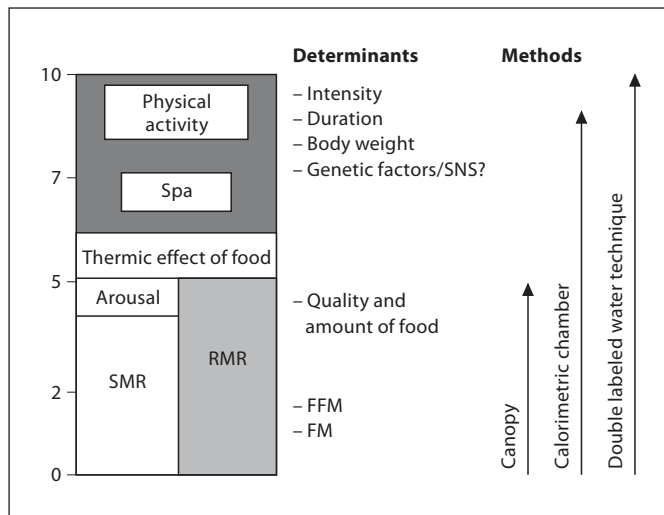 Determinants
Methods
10
7
5
2
0
Physical
activity
Spa
Thermic effect of food
Arousal
SMR
RMR
– Intensity
– Duration
– Body weight
– Genetic factors/SNS?
– Quality and
amount of food
– FFM
– FM
Canopy
Calorimetric chamber
Double labeled water technique